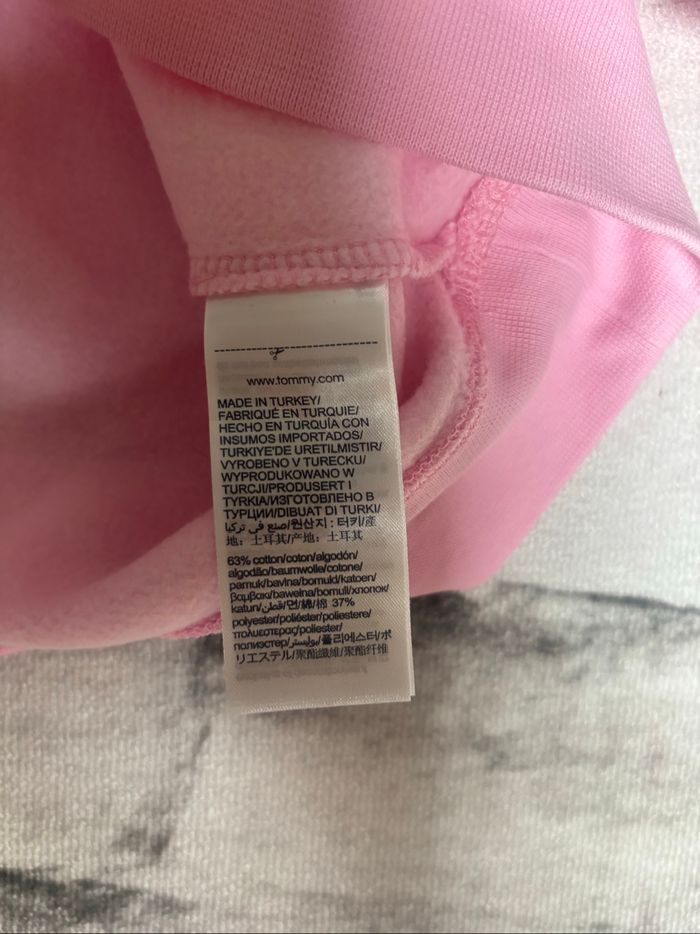 www.tommy.com
MADE IN TURKEY/
FABRIQUÉ EN TURQUIE/
HECHO EN TURQUÍA CON
INSUMOS IMPORTADOS/
TURKIYE'DE URETILMISTIR/
VYROBENO V TURECKU/
WYPRODUKOWANO W
TURCJI/PRODUSERT I
TYRKIA/ИЗГОТОВЛЕНО В
ТУРЦИИ/DIBUAT DI TURKI/
صنع في تركيا/원산지 : 터키/產
地：土耳其/产地：土耳其
63% cotton/coton/algodón/
algodão/baumwolle/cotone/
pamuk/bavlna/bomuld/katoen/
βαμβακι/bawełna/bomull/хлопок/
katun/قطن/면/綿/棉 37%
polyester/poliéster/poliestere/
πολυεστερας/poliester/
полиэстер/بوليستر/폴리에스터/ポ
リエステル/聚酯纖維/聚酯纤维